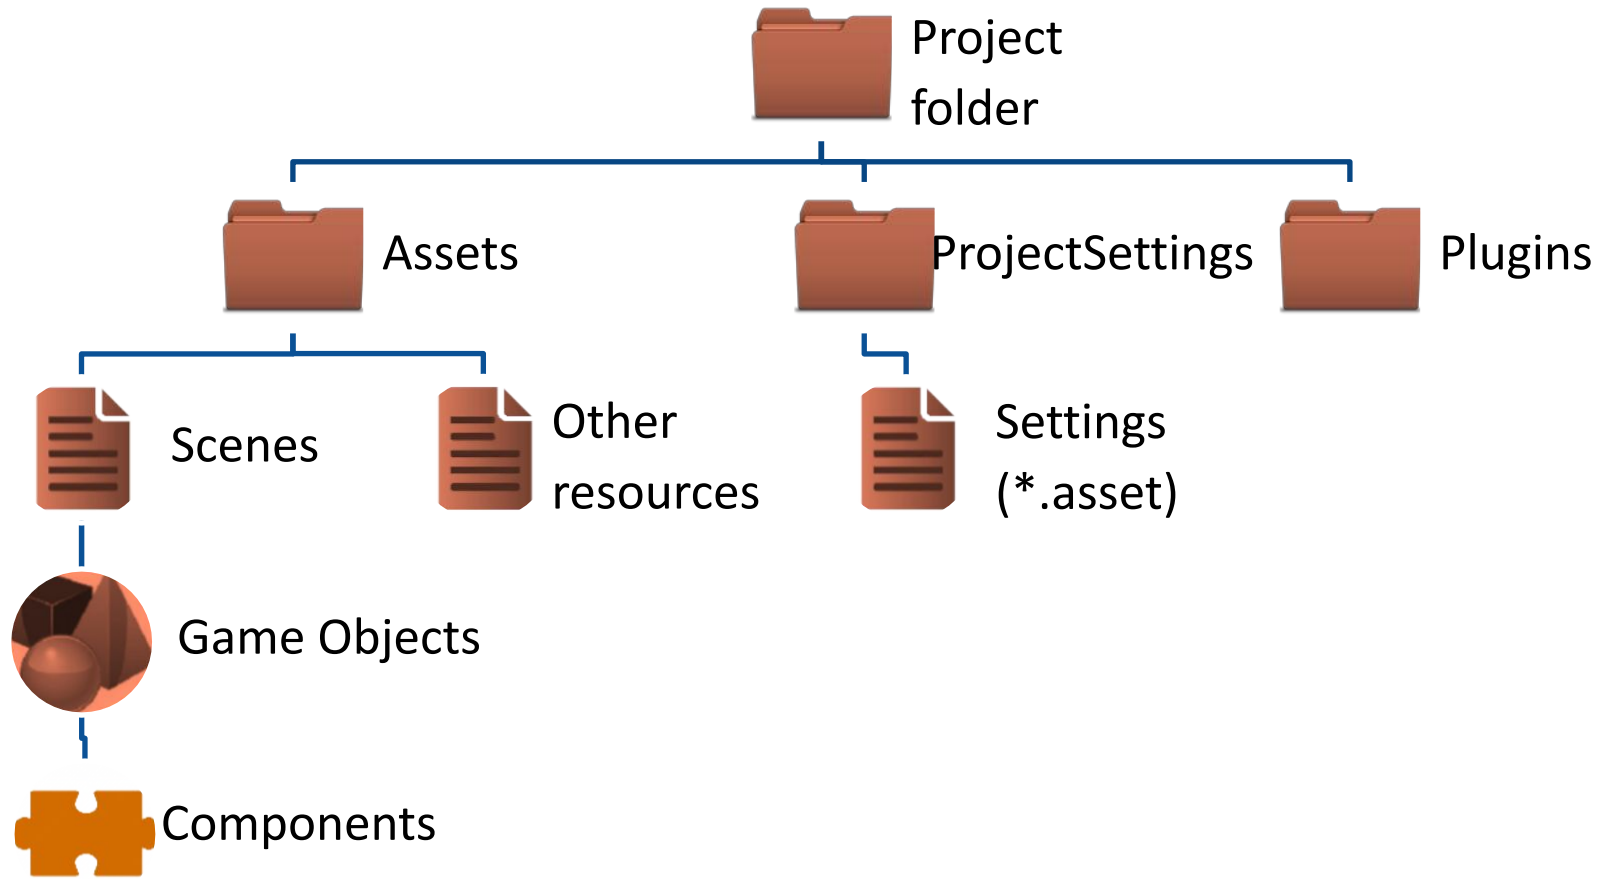 Project
folder
Assets
ProjectSettings
Plugins
Scenes
Other
resources
Settings
(*.asset)
Game Objects
Components